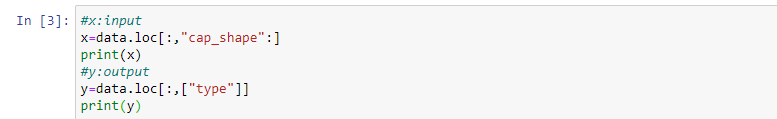 In [3]: #x:input
x=data.loc[:,"cap_shape":]
print(x)
#y:output
y=data.loc[:,["type"]]
print(y)